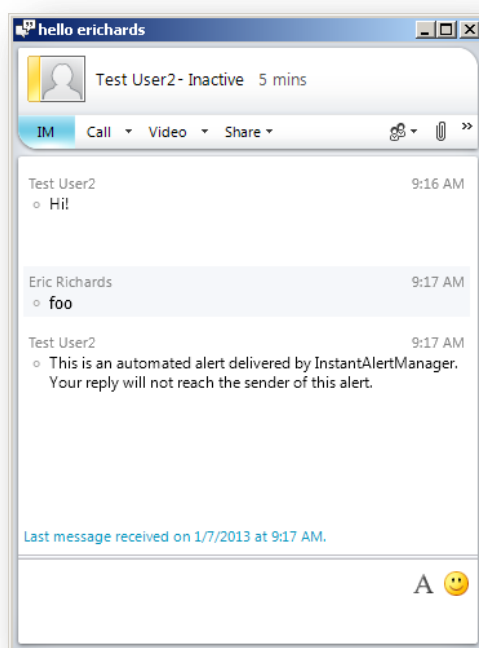 hello erichards
Test User2 - Inactive 5 mins
IM Call Video Share
Test User2 9:16 AM
Hi!
Eric Richards 9:17 AM
foo
Test User2 9:17 AM
This is an automated alert delivered by InstantAlertManager.
Your reply will not reach the sender of this alert.
Last message received on 1/7/2013 at 9:17 AM.
A